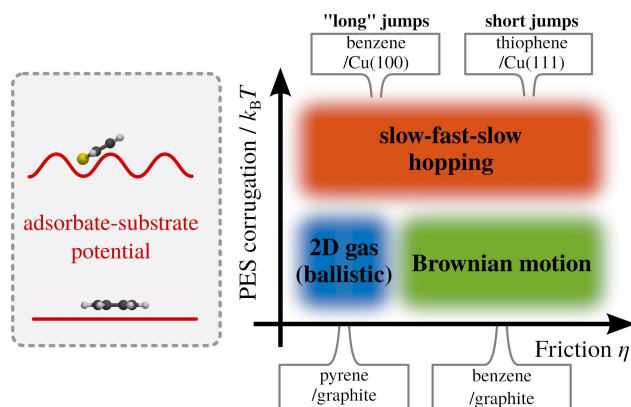 "long" jumps
short jumps
benzene
/Cu(100)
thiophene
/Cu(111)
PES corrugation / kBT
slow-fast-slow
hopping
adsorbate-substrate
potential
2D gas
(ballistic)
Brownian motion
Friction η
pyrene
/graphite
benzene
/graphite